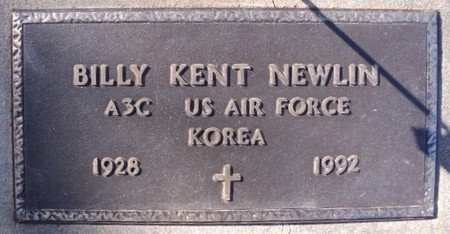 BILLY KENT NEWLIN
A3C US AIR FORCE
KOREA
1928 1992